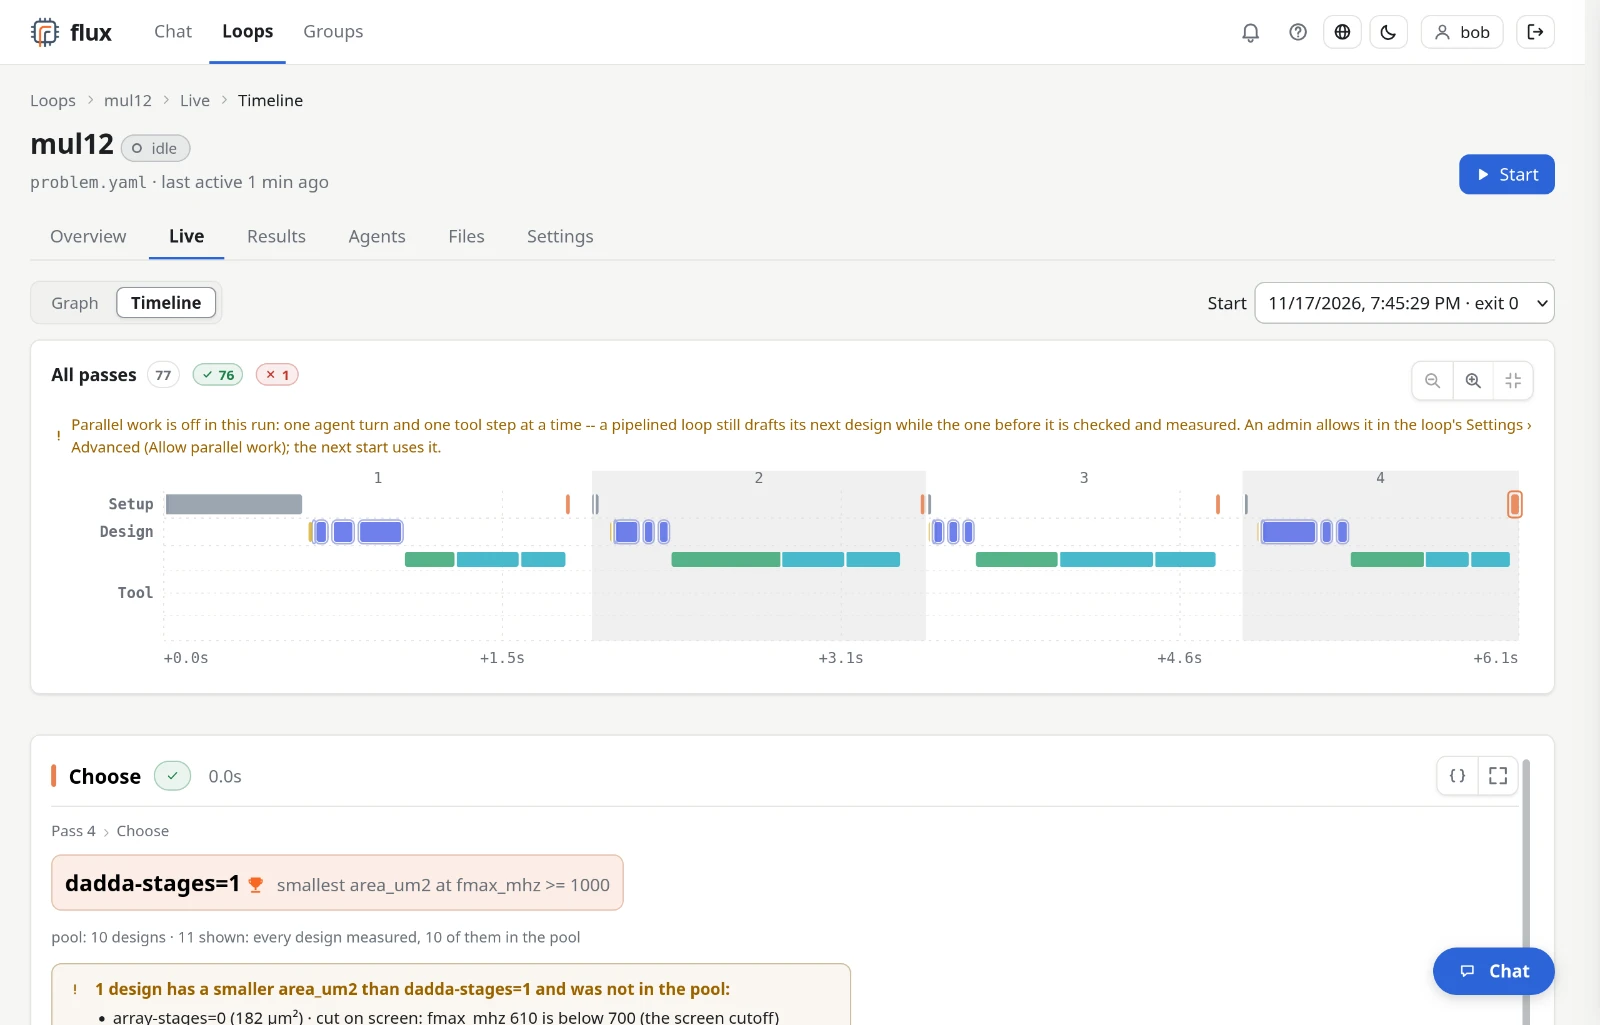 flux
Chat
Loops
Groups
bob
Loops › mul12 › Live › Timeline
mul12
idle
problem.yaml · last active 1 min ago
Start
Overview
Live
Results
Agents
Files
Settings
Graph
Timeline
Start
11/17/2026, 7:45:29 PM · exit 0
All passes 77 ✓ 76 × 1
! Parallel work is off in this run: one agent turn and one tool step at a time -- a pipelined loop still drafts its next design while the one before it is checked and measured. An admin allows it in the loop's Settings ›
Advanced (Allow parallel work); the next start uses it.
1 2 3 4
Setup
Design
Tool
+0.0s +1.5s +3.1s +4.6s +6.1s
Choose ✓ 0.0s
{}
Pass 4 › Choose
dadda-stages=1 smallest area_um2 at fmax_mhz >= 1000
pool: 10 designs · 11 shown: every design measured, 10 of them in the pool
! 1 design has a smaller area_um2 than dadda-stages=1 and was not in the pool:
• array-stages=0 (182 µm²) · cut on screen: fmax_mhz 610 is below 700 (the screen cutoff)
Chat